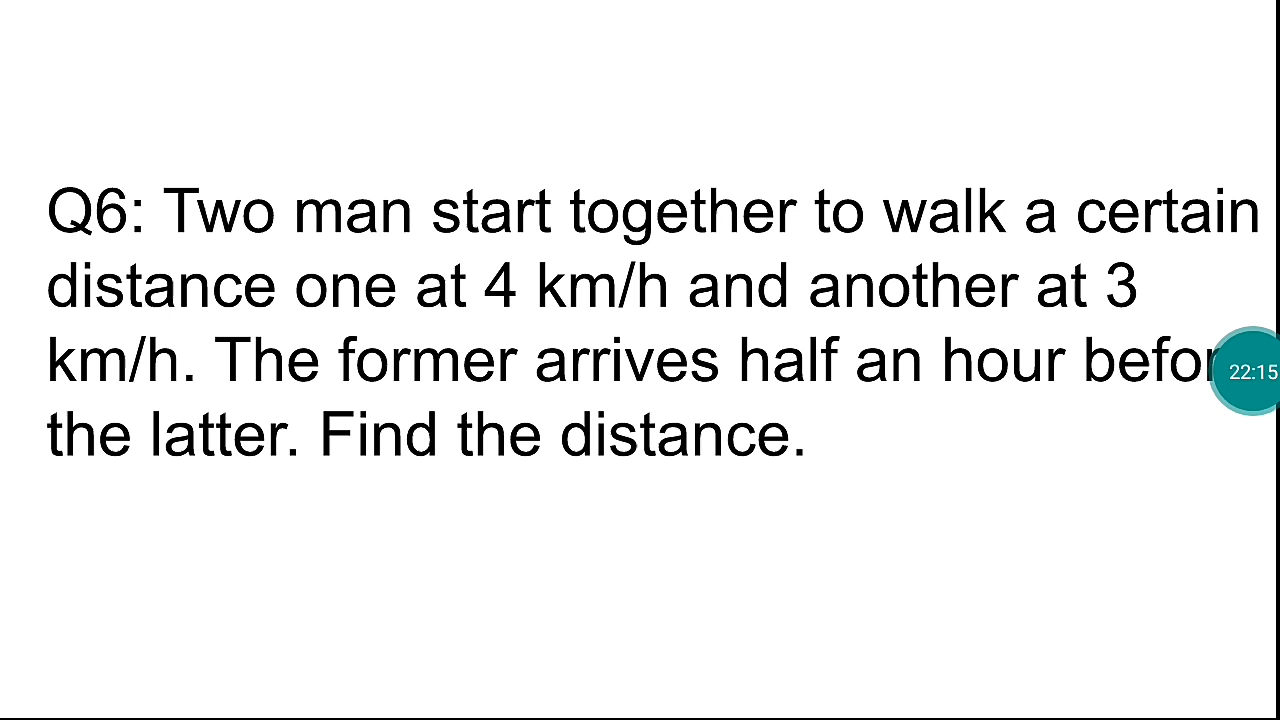 Q6: Two man start together to walk a certain
distance one at 4 km/h and another at 3
km/h. The former arrives half an hour befor
the latter. Find the distance.
22:15